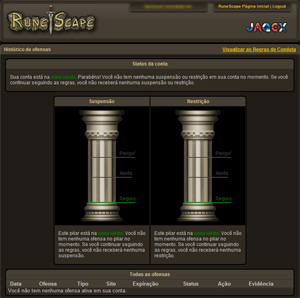 RuneScape Página inicial | Logout
RUNE SCAPE
JAGEX
Histórico de ofensas
Visualizar as Regras de Conduta
Status da conta
Sua conta está na zona verde. Parabéns! Você não tem nenhuma suspensão ou restrição em sua conta no momento. Se você
continuar seguindo as regras, você não receberá nenhuma suspensão ou restrição.
Suspensão
Perigo!
Alerta
Seguro
Este pilar está na zona verde. Você não
tem nenhuma ofensa no pilar no
momento. Se você continuar seguindo
as regras, você não receberá nenhuma
suspensão.
Restrição
Perigo!
Alerta
Seguro
Este pilar está na zona verde. Você não
tem nenhuma ofensa no pilar no
momento. Se você continuar seguindo
as regras, você não receberá nenhuma
restrição.
Todas as ofensas
Data Ofensa Tipo Site Expiração Status Ação Evidência
Você não tem nenhuma ofensa ativa em sua conta.